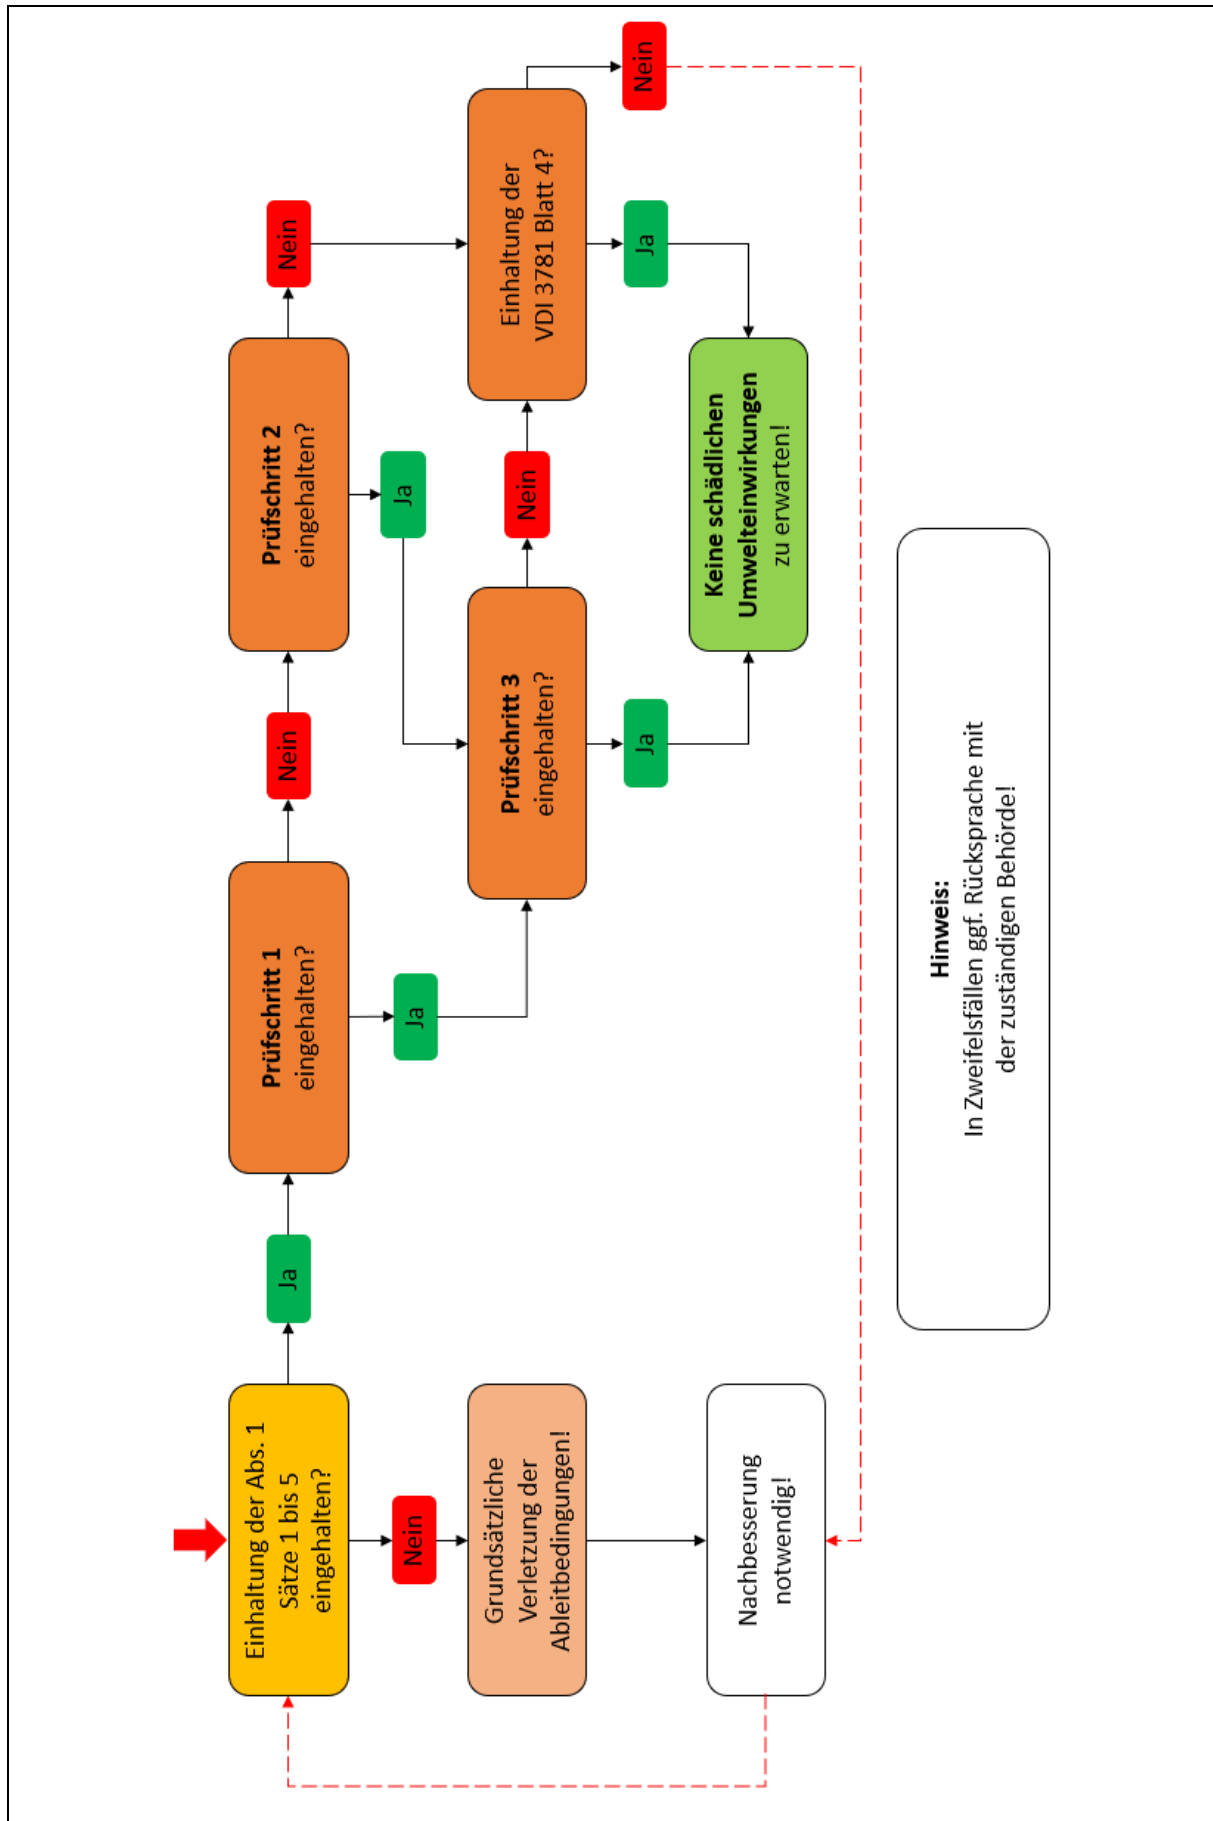 Einhaltung der Abs. 1
Sätze 1 bis 5
eingehalten?
Ja
Prüfschritt 1
eingehalten?
Nein
Prüfschritt 2
eingehalten?
Nein
Nein
Grundsätzliche
Verletzung der
Ableitbedingungen!
Ja
Ja
Prüfschritt 3
eingehalten?
Nein
Einhaltung der
VDI 3781 Blatt 4?
Nein
Ja
Ja
Nachbesserung
notwendig!
Keine schädlichen
Umwelteinwirkungen
zu erwarten!
Hinweis:
In Zweifelsfällen ggf. Rücksprache mit
der zuständigen Behörde!